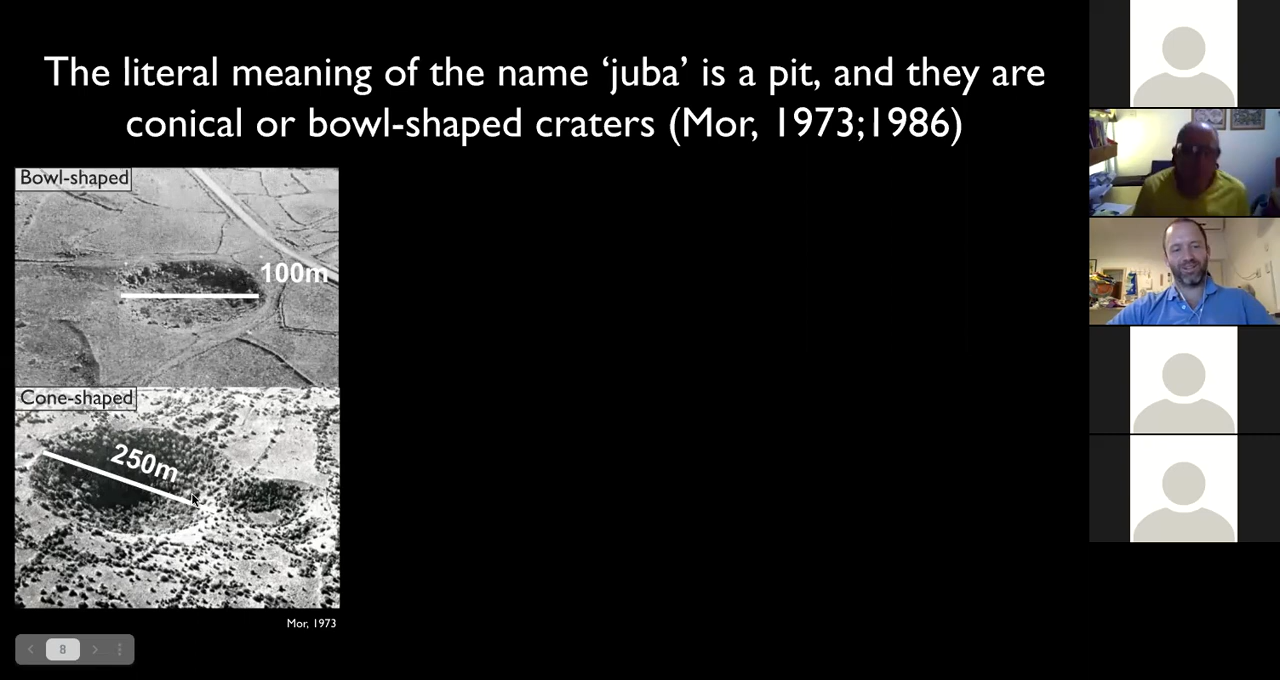 The literal meaning of the name ‘juba’ is a pit, and they are
conical or bowl-shaped craters (Mor, 1973;1986)
Bowl-shaped
100m
Cone-shaped
250m
Mor, 1973
8